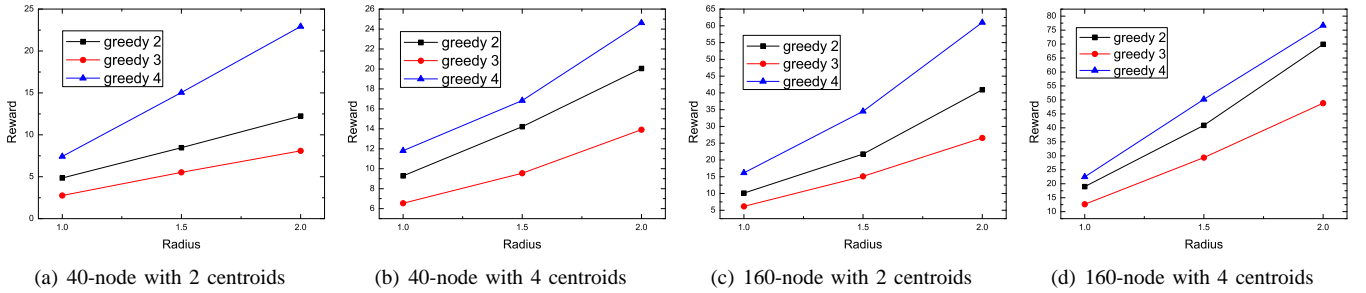 25
20
15
10
5
0
Reward
greedy 2
greedy 3
greedy 4
1.0 1.5 2.0
Radius
(a) 40-node with 2 centroids
26
24
22
20
18
16
14
12
10
8
6
Reward
greedy 2
greedy 3
greedy 4
1.0 1.5 2.0
Radius
(b) 40-node with 4 centroids
65
60
55
50
45
40
35
30
25
20
15
10
5
Reward
greedy 2
greedy 3
greedy 4
1.0 1.5 2.0
Radius
(c) 160-node with 2 centroids
80
75
70
65
60
55
50
45
40
35
30
25
20
15
10
Reward
greedy 2
greedy 3
greedy 4
1.0 1.5 2.0
Radius
(d) 160-node with 4 centroids